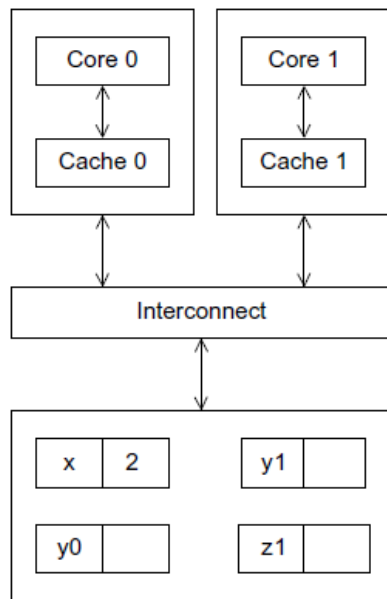 Core 0 Core 1
Cache 0 Cache 1
Interconnect
x 2 y1
y0 z1